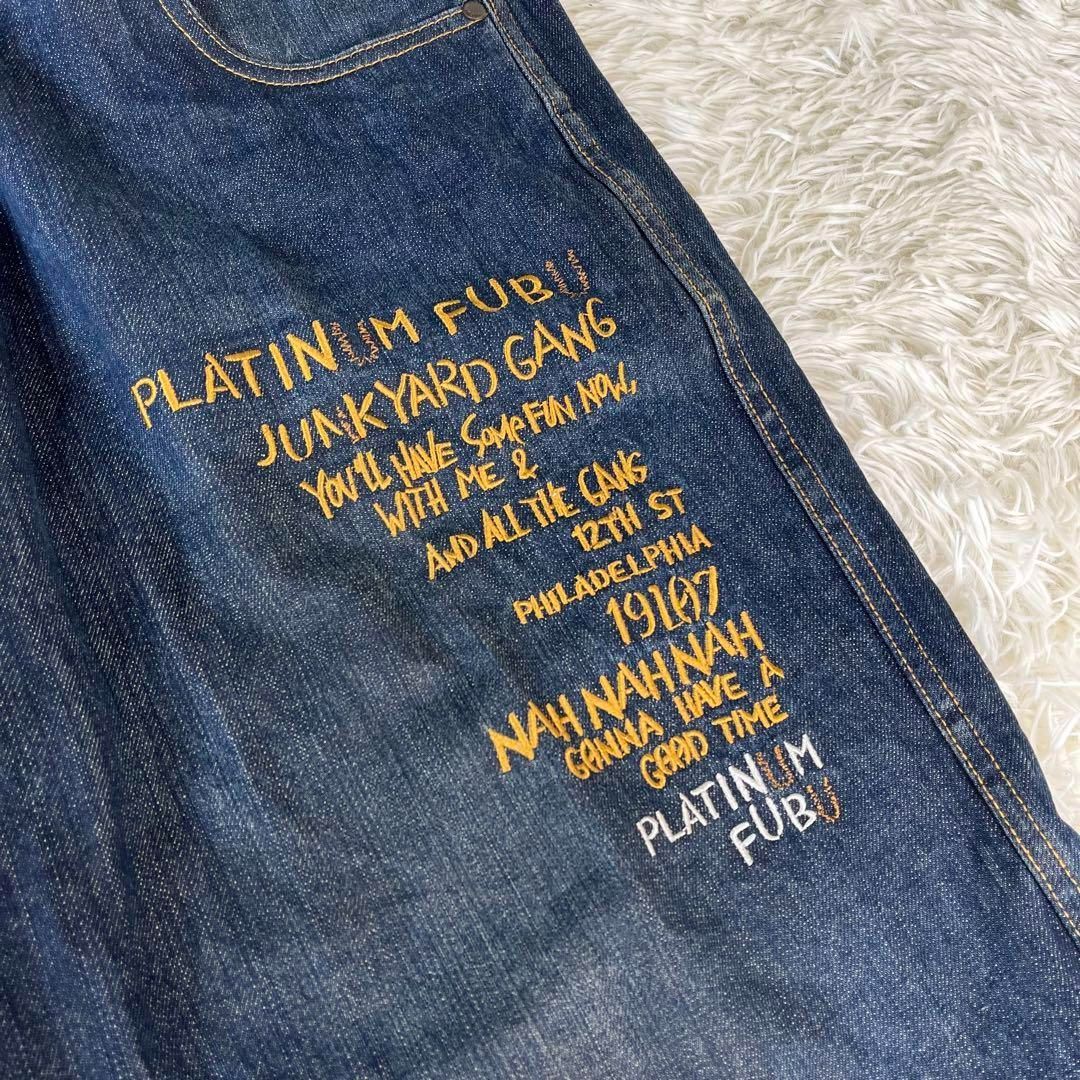 PLATINUM FUBU
JUNKYARD GANG
YOU'LL HAVE SOME FUN NOW,
WITH ME &
AND ALL THE GANG
12TH ST
PHILADELPHIA
19107
NAH NAH NAH
GONNA HAVE A
GOOD TIME
PLATINUM
FUBU